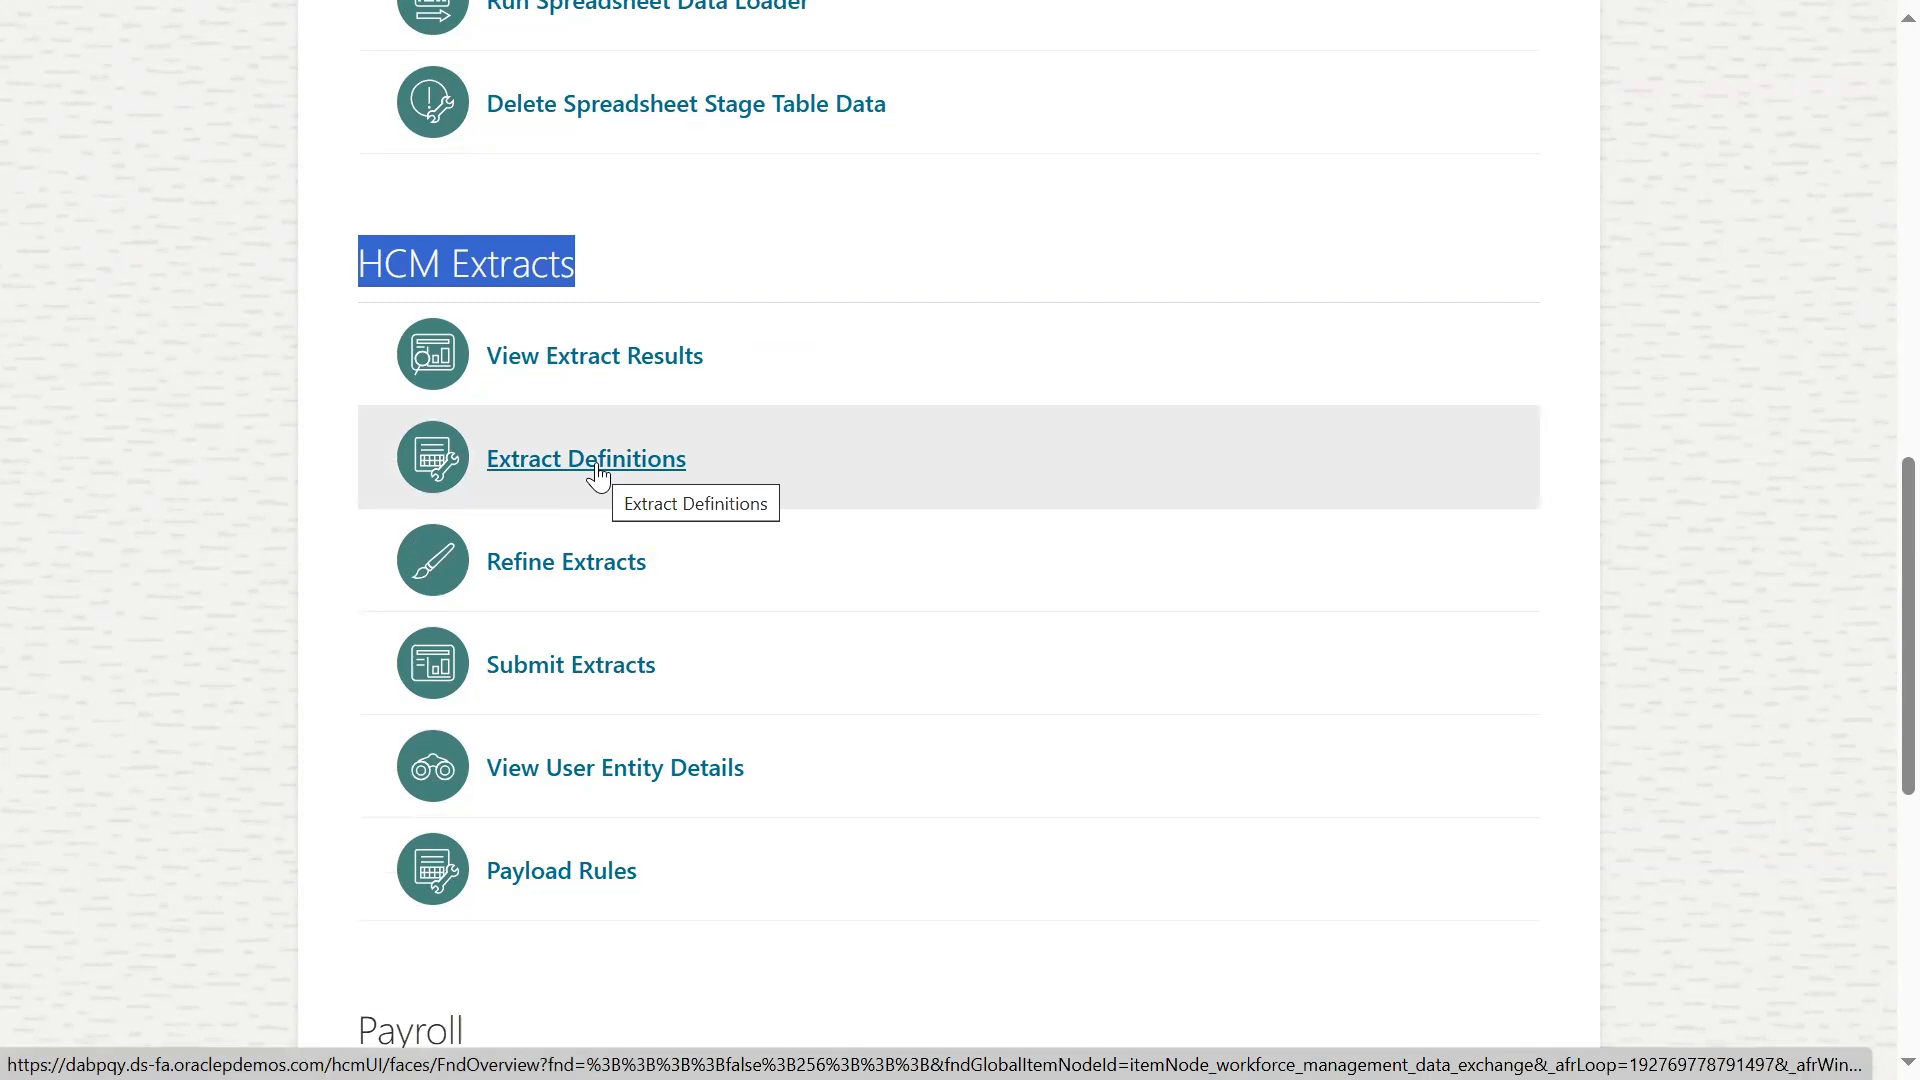 Run Spreadsheet Data Loader
Delete Spreadsheet Stage Table Data
HCM Extracts
View Extract Results
Extract Definitions
Extract Definitions
Refine Extracts
Submit Extracts
View User Entity Details
Payload Rules
Payroll
https://dabpqy.ds-fa.oraclepdemos.com/hcmUI/faces/FndOverview?fnd=%3B%3B%3B%3Bfalse%3B256%3B%3B%3B&fndGlobalItemNodeId=itemNode_workforce_management_data_exchange&_afrLoop=192769778791497&_afrWin...